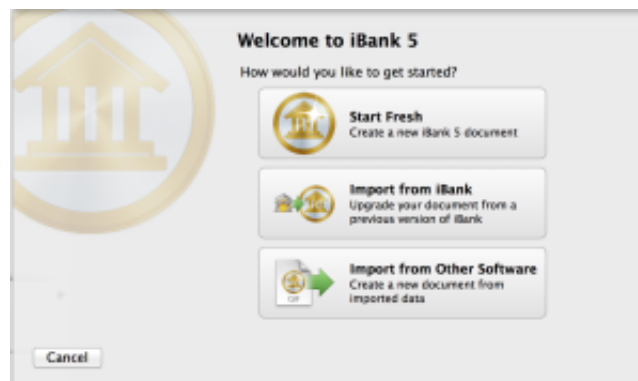 Welcome to iBank 5
How would you like to get started?
Start Fresh
Create a new iBank 5 document
Import from iBank
Upgrade your document from a
previous version of iBank
Import from Other Software
Create a new document from
imported data
Cancel